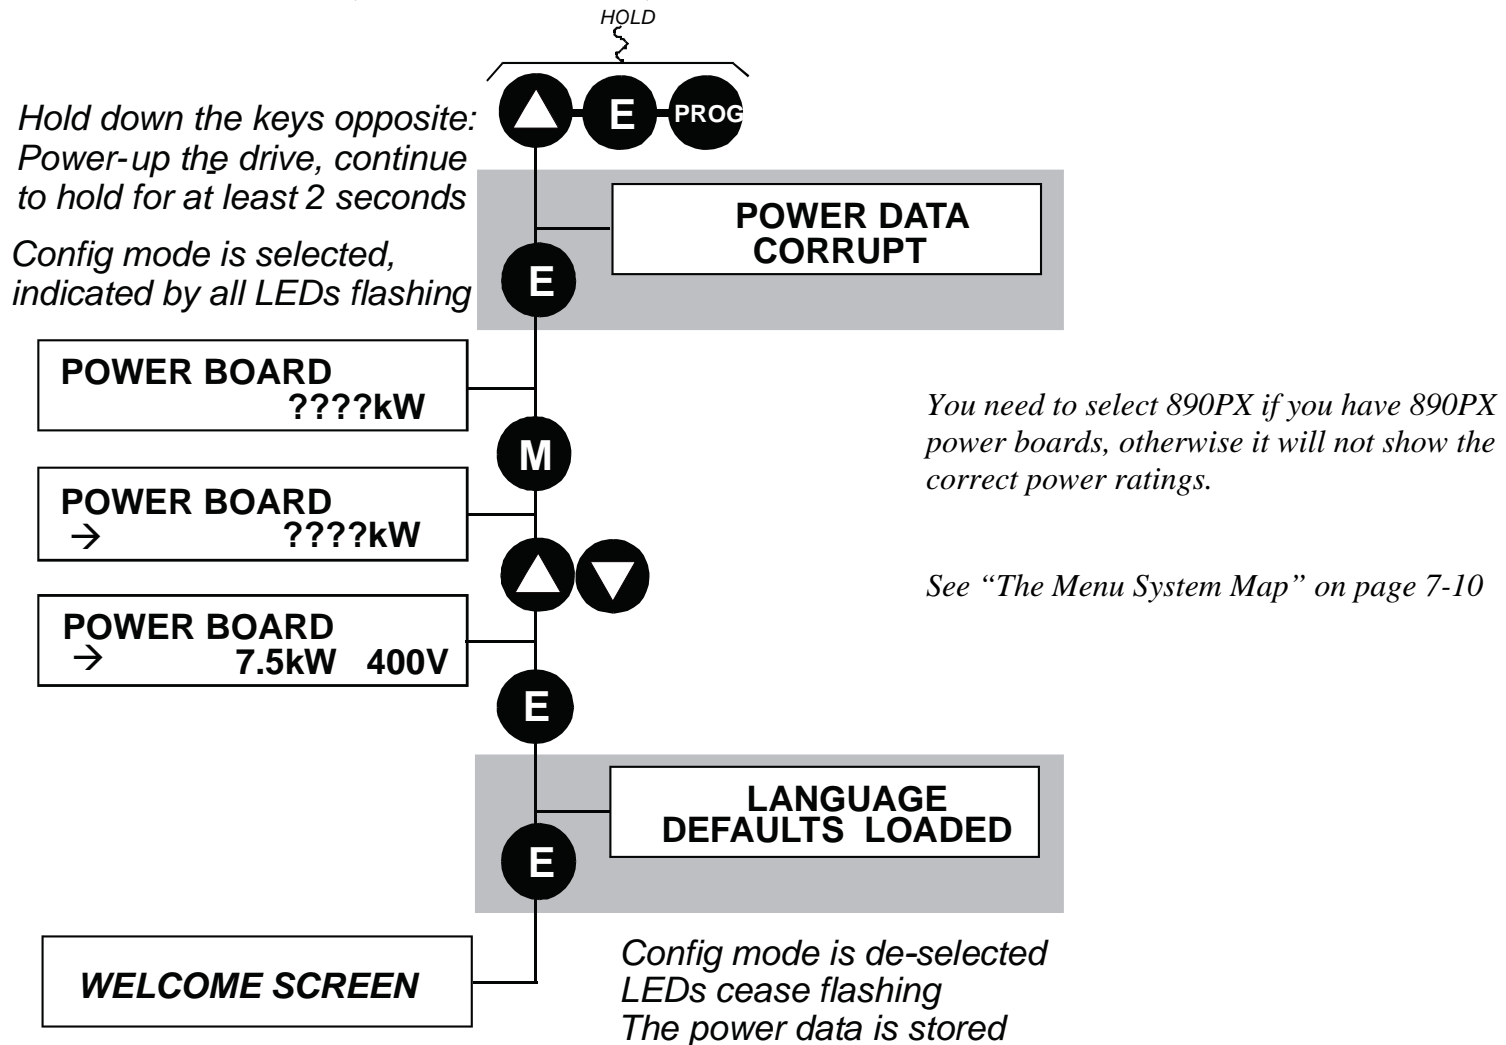 HOLD
E
PROG
Hold down the keys opposite:
Power-up the drive, continue
to hold for at least 2 seconds
POWER DATA
CORRUPT
Config mode is selected,
indicated by all LEDs flashing
E
POWER BOARD
????kW
M
You need to select 890PX if you have 890PX
power boards, otherwise it will not show the
correct power ratings.
POWER BOARD
→ ????kW
See “The Menu System Map” on page 7-10
POWER BOARD
→ 7.5kW 400V
E
LANGUAGE
DEFAULTS LOADED
E
WELCOME SCREEN
Config mode is de-selected
LEDs cease flashing
The power data is stored